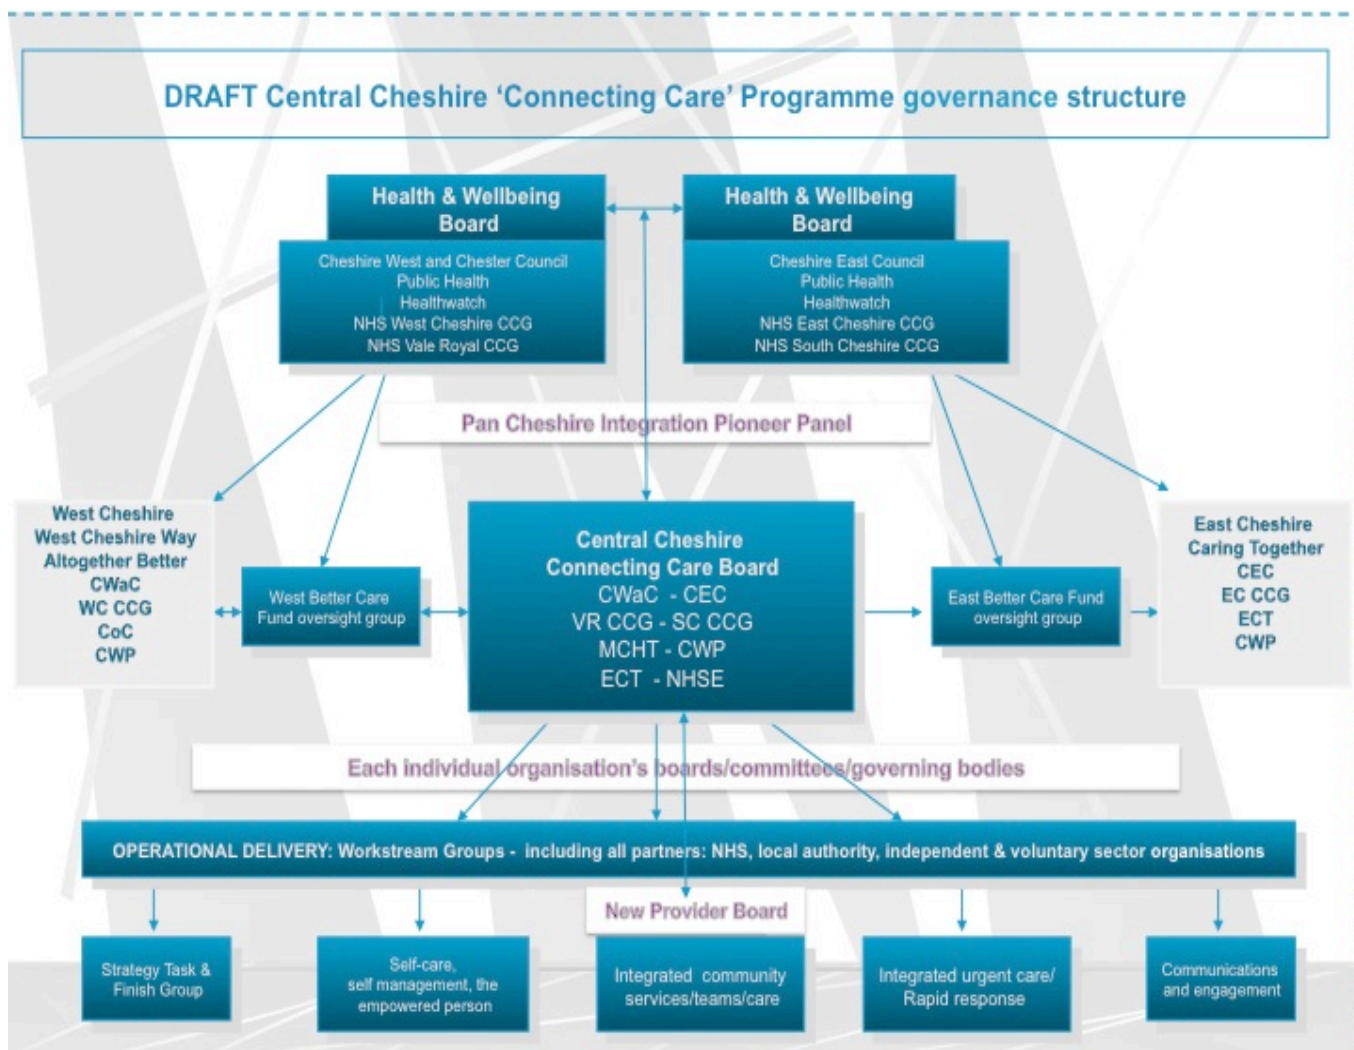 DRAFT Central Cheshire ‘Connecting Care’ Programme governance structure
Health & Wellbeing
Board
Cheshire West and Chester Council
Public Health
Healthwatch
NHS West Cheshire CCG
NHS Vale Royal CCG
Health & Wellbeing
Board
Cheshire East Council
Public Health
Healthwatch
NHS East Cheshire CCG
NHS South Cheshire CCG
Pan Cheshire Integration Pioneer Panel
West Cheshire
West Cheshire Way
Altogether Better
CWaC
WC CCG
CoC
CWP
West Better Care
Fund oversight group
Central Cheshire
Connecting Care Board
CWaC - CEC
VR CCG - SC CCG
MCHT - CWP
ECT - NHSE
East Better Care Fund
oversight group
East Cheshire
Caring Together
CEC
EC CCG
ECT
CWP
Each individual organisation's boards/committees/governing bodies
OPERATIONAL DELIVERY: Workstream Groups - including all partners: NHS, local authority, independent & voluntary sector organisations
New Provider Board
Strategy Task &
Finish Group
Self-care,
self management, the
empowered person
Integrated community
services/teams/care
Integrated urgent care/
Rapid response
Communications
and engagement